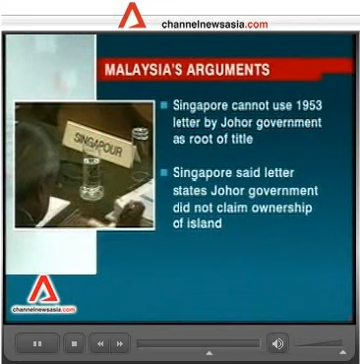 channelnewsasia.com
MALAYSIA'S ARGUMENTS
Singapore cannot use 1953
letter by Johor government
as root of title
SINGAPOUR
Singapore said letter
states Johor government
did not claim ownership
of island
channelnewsasia.com